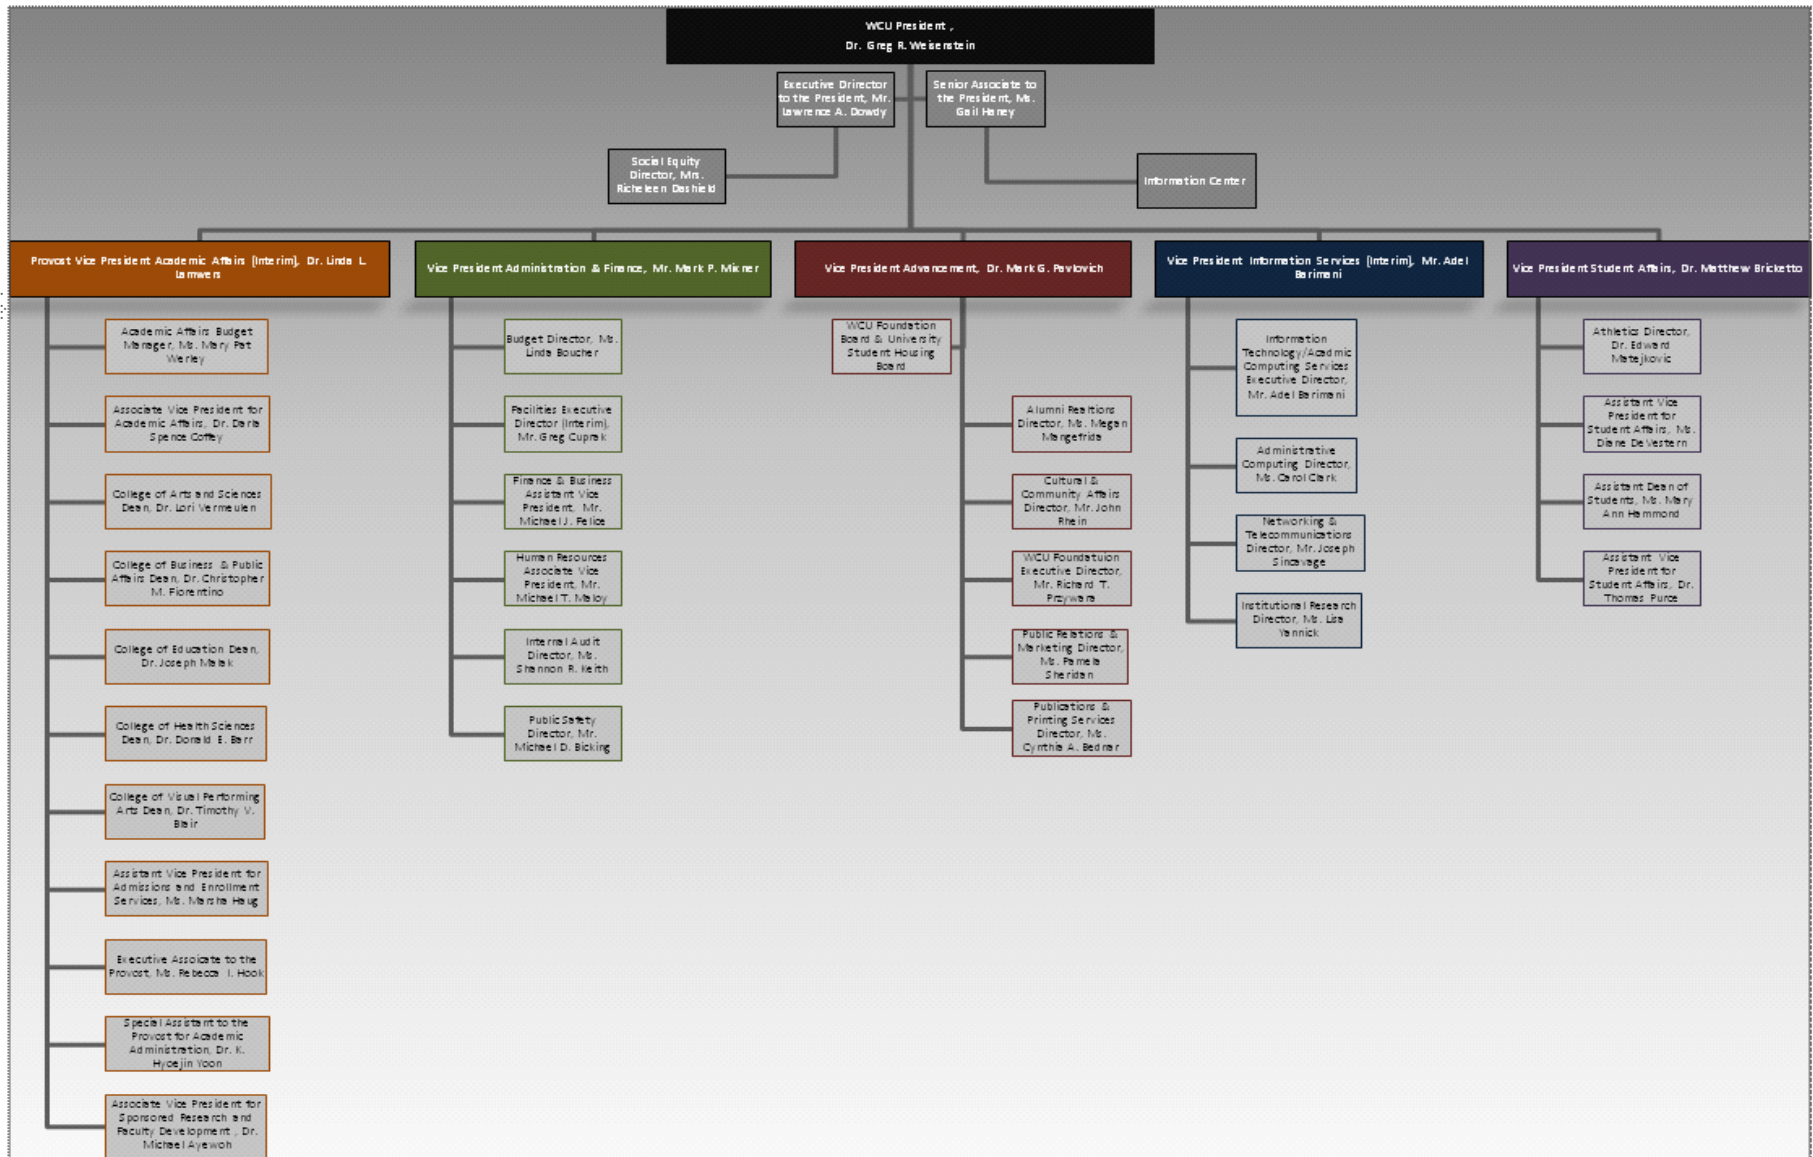 WCU President ,
Dr. Greg R. Weisenstein
Executive Drirector
to the President, Mr.
Lawrence A. Dowdy
Senior Associate to
the President, Ms.
Gail Haney
Social Equity
Director, Mrs.
Richeleen Dashield
Information Center
Provost Vice President Academic Affairs (Interim), Dr. Linda L.
Lamwers
Vice President Administration & Finance, Mr. Mark P. Mixner
Vice President Advancement, Dr. Mark G. Pavlovich
Vice President Information Services (Interim), Mr. Adel
Barimani
Vice President Student Affairs, Dr. Matthew Bricketto
Academic Affairs Budget
Manager, Ms. Mary Pat
Werley
Associate Vice President for
Academic Affairs, Dr. Darla
Spence Coffey
College of Arts and Sciences
Dean, Dr. Lori Vermeulen
College of Business & Public
Affairs Dean, Dr. Christopher
M. Fiorentino
College of Education Dean,
Dr. Joseph Malak
College of Health Sciences
Dean, Dr. Donald E. Barr
College of Visual Performing
Arts Dean, Dr. Timothy V.
Blair
Assistant Vice President for
Admissions and Enrollment
Services, Ms. Marsha Haug
Executive Assoicate to the
Provost, Ms. Rebecca I. Hook
Special Assistant to the
Provost for Academic
Administration, Dr. K.
Hyoejin Yoon
Associate Vice President for
Sponsored Research and
Faculty Development , Dr.
Michael Ayewoh
Budget Director, Ms.
Linda Boucher
Facilities Executive
Director (Interim),
Mr. Greg Cuprak
Finance & Business
Assistant Vice
President, Mr.
Michael J. Felice
Human Resources
Associate Vice
President, Mr.
Michael T. Maloy
Internal Audit
Director, Ms.
Shannon R. Keith
Public Safety
Director, Mr.
Michael D. Bicking
WCU Foundation
Board & University
Student Housing
Board
Alumni Realtions
Director, Ms. Megan
Mangefrida
Cultural &
Community Affairs
Director, Mr. John
Rhein
WCU Foundatuion
Executive Director,
Mr. Richard T.
Przywara
Public Relations &
Marketing Director,
Ms. Pamela
Sheridan
Publications &
Printing Services
Director, Ms.
Cynthia A. Bednar
Information
Technology/Acadmic
Computing Services
Executive Director,
Mr. Adel Barimani
Administrative
Computing Director,
Ms. Carol Clark
Networking &
Telecommunications
Director, Mr. Joseph
Sincavage
Institutional Research
Director, Ms. Lisa
Yannick
Athletics Director,
Dr. Edward
Matejkovic
Assistant Vice
President for
Student Affairs, Ms.
Diane DeVestern
Assistant Dean of
Students, Ms. Mary
Ann Hammond
Assistant Vice
President for
Student Affairs, Dr.
Thomas Purce